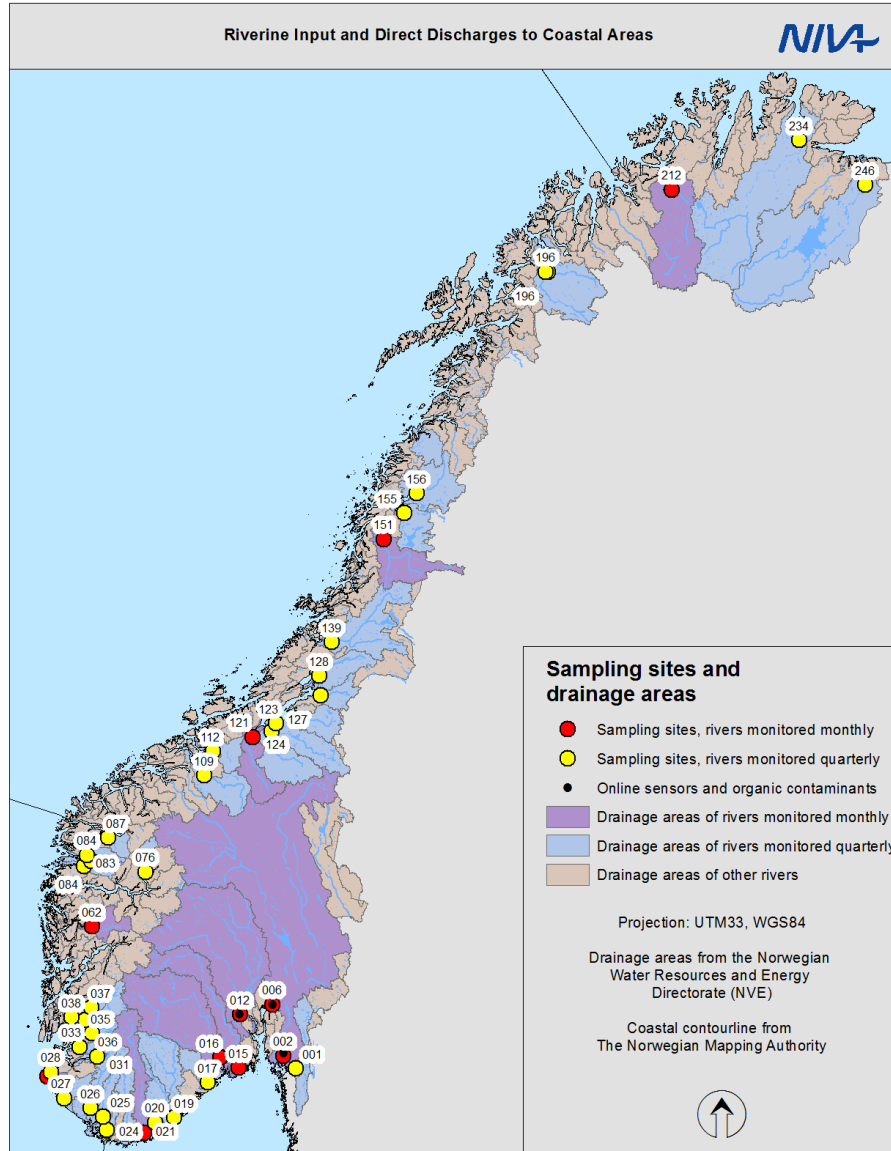 Riverine Input and Direct Discharges to Coastal Areas
NIVA
234
246
212
196
196
156
155
151
139
128
123
121
127
124
112
109
087
084
083
084
076
062
037
038
035
033
036
031
028
027
026
025
024
021
020
019
017
016
015
012
006
002
001
Sampling sites and
drainage areas
Sampling sites, rivers monitored monthly
Sampling sites, rivers monitored quarterly
Online sensors and organic contaminants
Drainage areas of rivers monitored monthly
Drainage areas of rivers monitored quarterly
Drainage areas of other rivers
Projection: UTM33, WGS84
Drainage areas from the Norwegian
Water Resources and Energy
Directorate (NVE)
Coastal contourline from
The Norwegian Mapping Authority